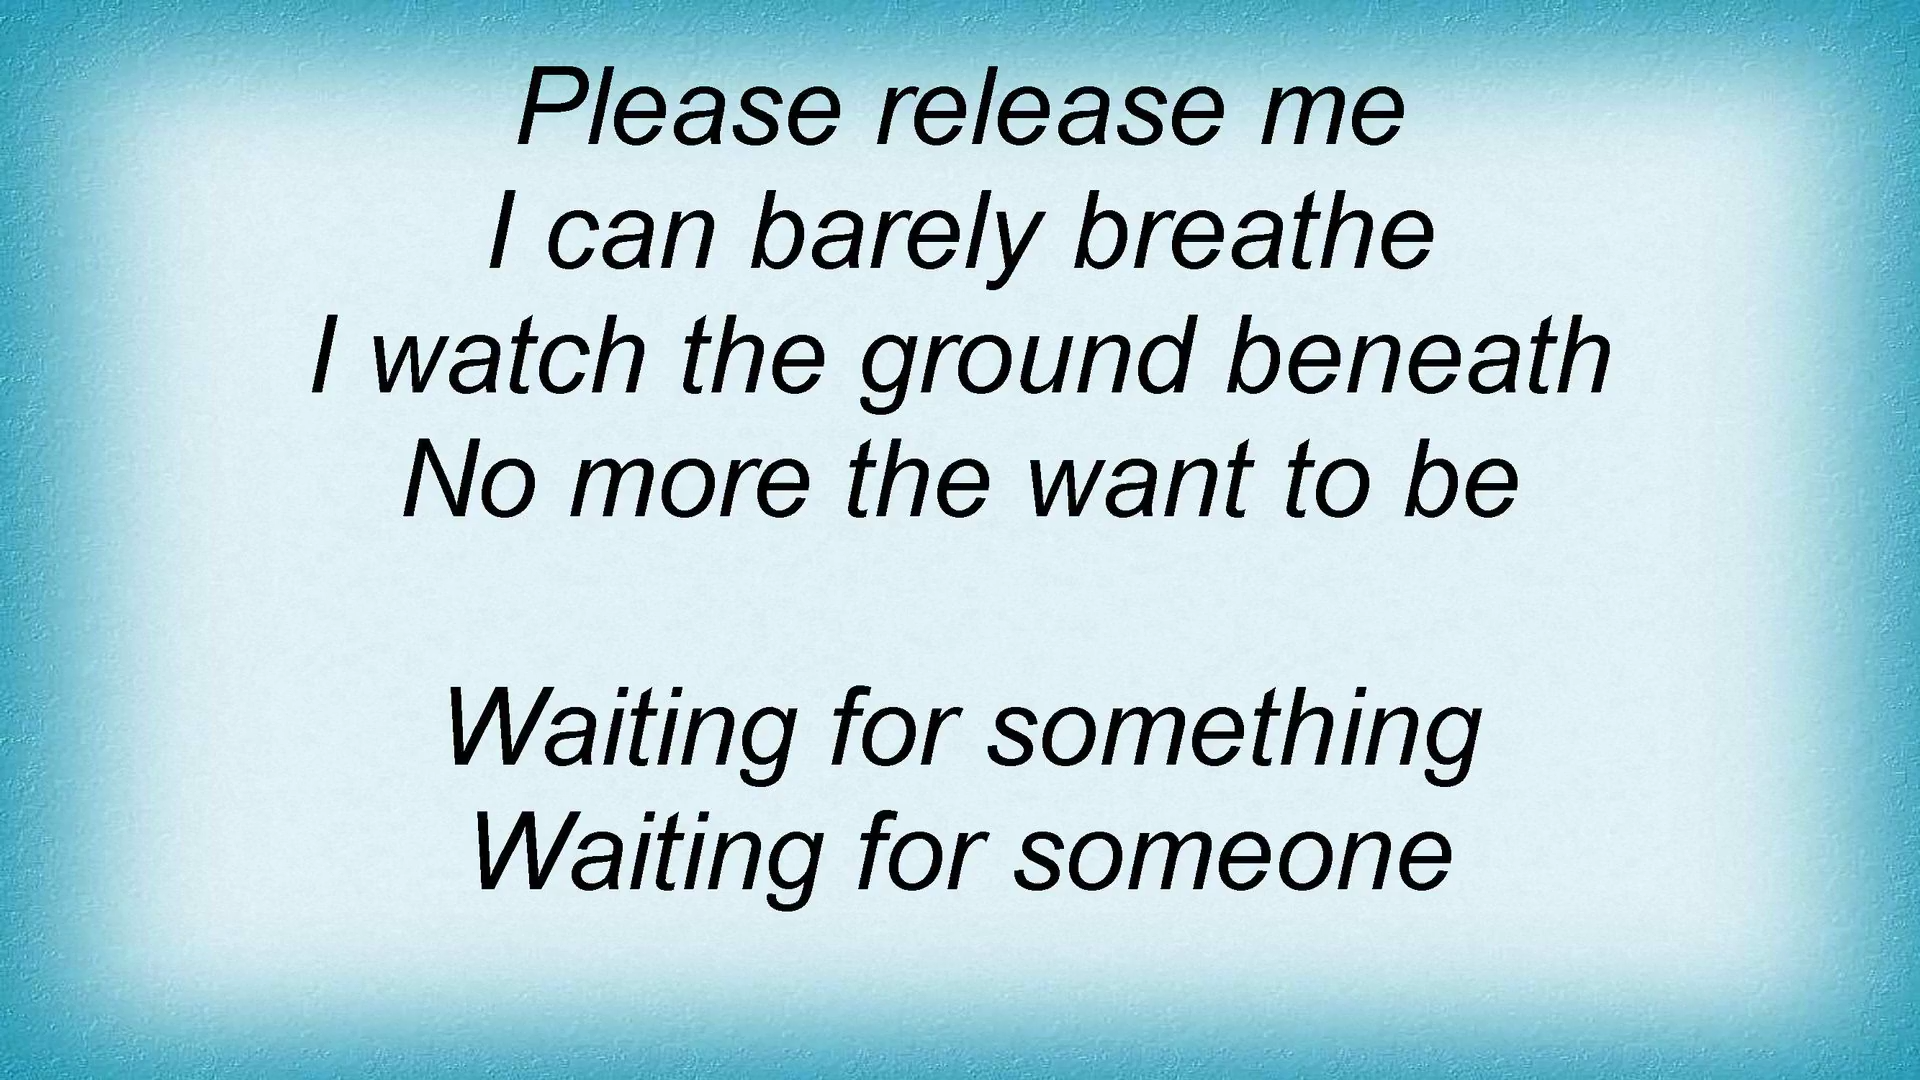 Please release me
I can barely breathe
I watch the ground beneath
No more the want to be
Waiting for something
Waiting for someone